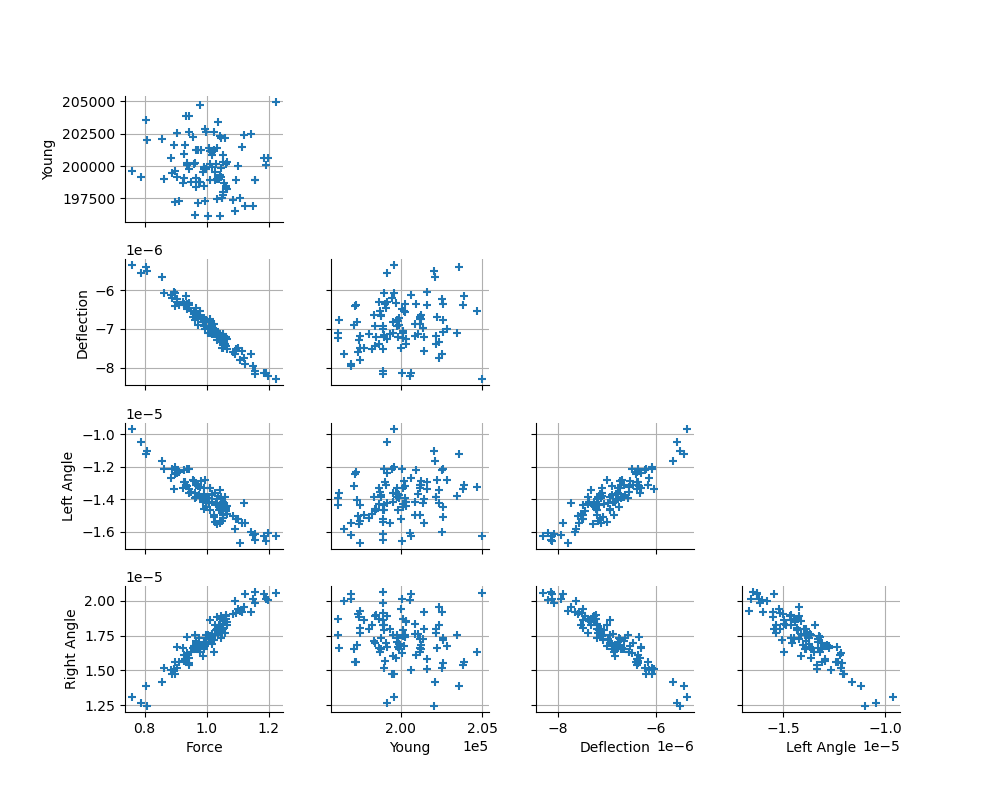 205000
202500
200000
197500
Young
1e−6
−6
−7
−8
Deflection
1e−5
−1.0
−1.2
−1.4
−1.6
Left Angle
1e−5
2.00
1.75
1.50
1.25
Right Angle
0.8 1.0 1.2
Force
2.00 2.05
Young 1e5
−8 −6
Deflection 1e−6
−1.5 −1.0
Left Angle 1e−5